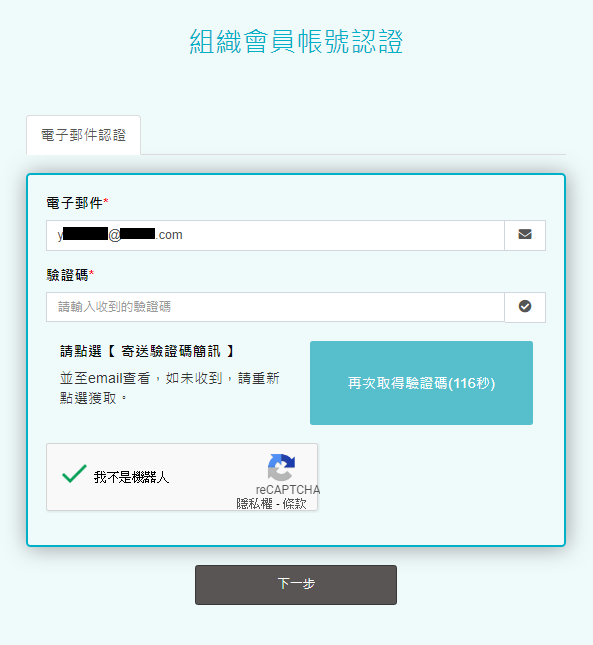 組織會員帳號認證
電子郵件認證
電子郵件*
y@.com
驗證碼*
請輸入收到的驗證碼
請點選【 寄送驗證碼簡訊 】
並至email查看，如未收到，請重新
點選獲取。
再次取得驗證碼(116秒)
我不是機器人
reCAPTCHA
隱私權 - 條款
下一步